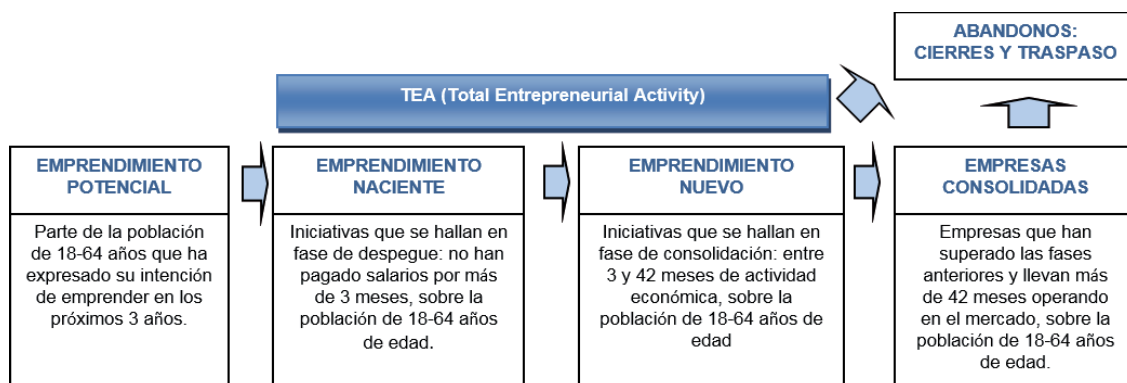 ABANDONOS:
CIERRES Y TRASPASO
TEA (Total Entrepreneurial Activity)
EMPRENDIMIENTO
POTENCIAL
Parte de la población
de 18-64 años que ha
expresado su intención
de emprender en los
próximos 3 años.
EMPRENDIMIENTO
NACIENTE
Iniciativas que se hallan en
fase de despegue: no han
pagado salarios por más
de 3 meses, sobre la
población de 18-64 años
de edad.
EMPRENDIMIENTO
NUEVO
Iniciativas que se hallan en
fase de consolidación: entre
3 y 42 meses de actividad
económica, sobre la
población de 18-64 años de
edad
EMPRESAS
CONSOLIDADAS
Empresas que han
superado las fases
anteriores y llevan más
de 42 meses operando
en el mercado, sobre la
población de 18-64 años
de edad.